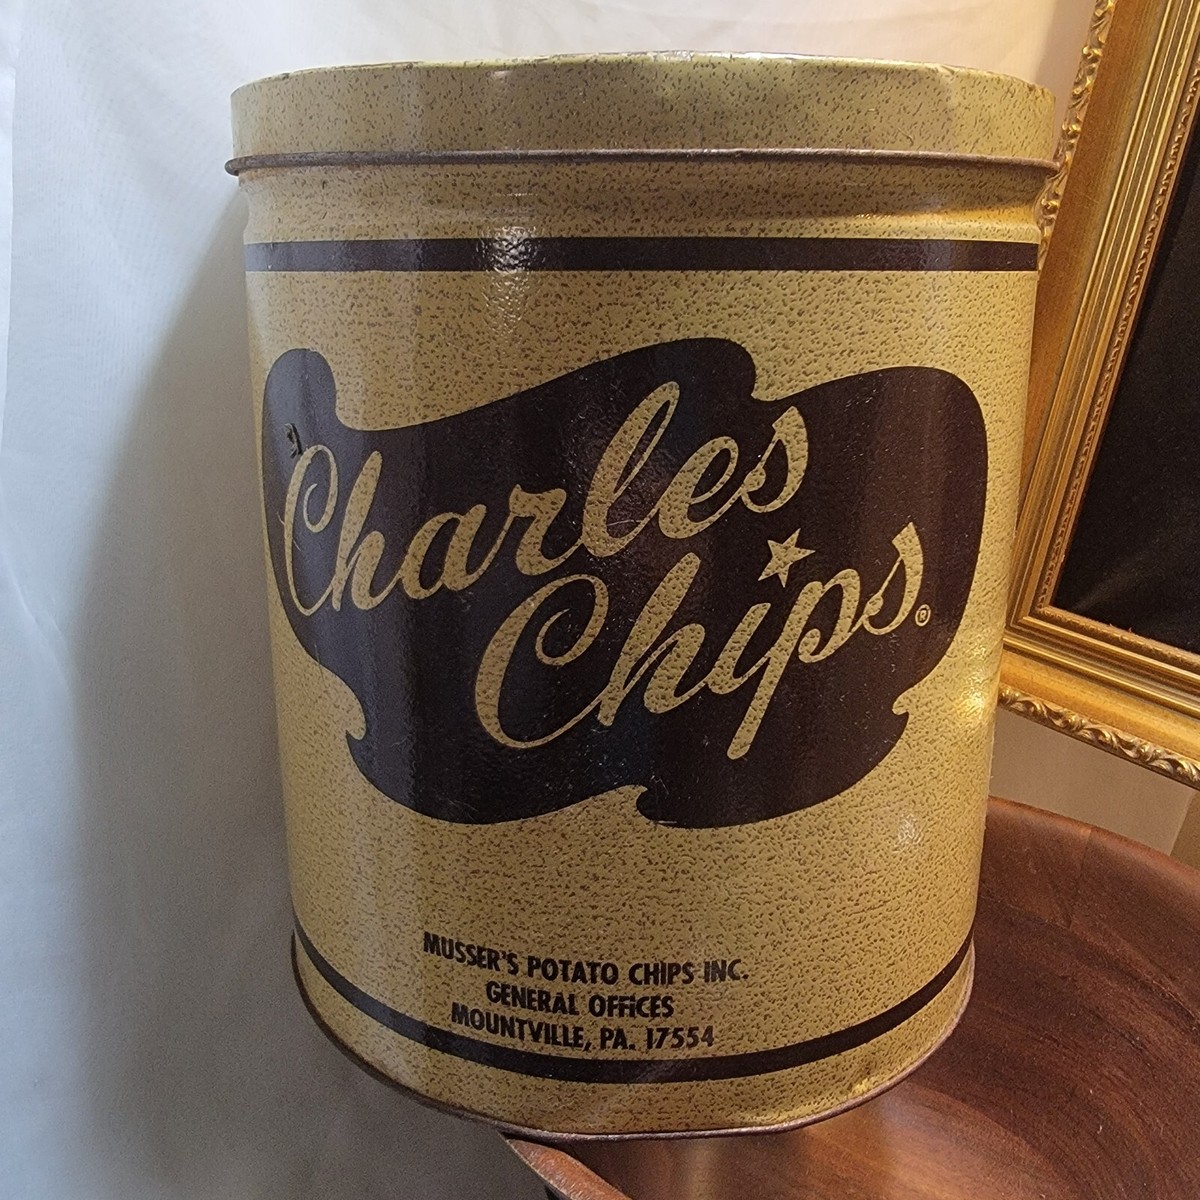 Charles
Chips®
MUSSER'S POTATO CHIPS INC.
GENERAL OFFICES
MOUNTVILLE, PA. 17554